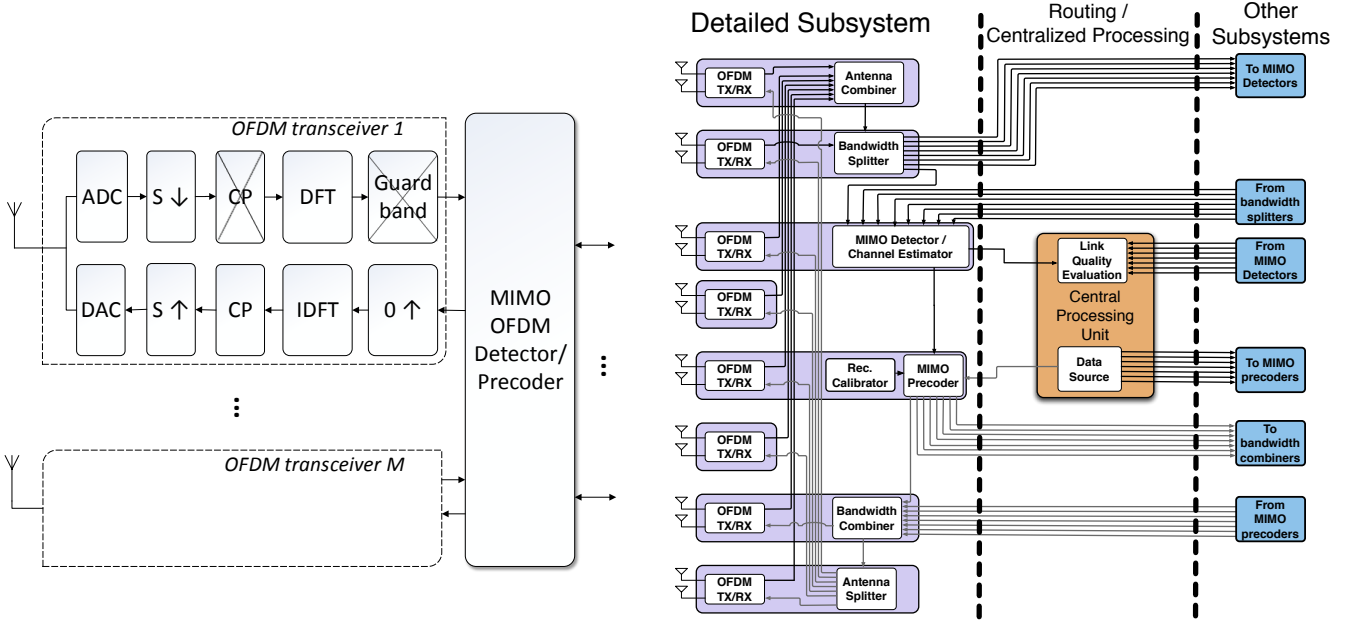 OFDM transceiver 1
ADC
S ↓
CP
DFT
Guard
band
DAC
S ↑
CP
IDFT
0 ↑
MIMO
OFDM
Detector/
Precoder
...
...
OFDM transceiver M
Detailed Subsystem
Routing /
Centralized Processing
Other
Subsystems
OFDM
TX/RX
Antenna
Combiner
To MIMO
Detectors
OFDM
TX/RX
Bandwidth
Splitter
From
bandwidth
splitters
OFDM
TX/RX
MIMO Detector /
Channel Estimator
Link
Quality
Evaluation
From
MIMO
Detectors
OFDM
TX/RX
Central
Processing
Unit
OFDM
TX/RX
Rec.
Calibrator
MIMO
Precoder
Data
Source
To MIMO
precoders
OFDM
TX/RX
To
bandwidth
combiners
OFDM
TX/RX
Bandwidth
Combiner
From
MIMO
precoders
OFDM
TX/RX
Antenna
Splitter